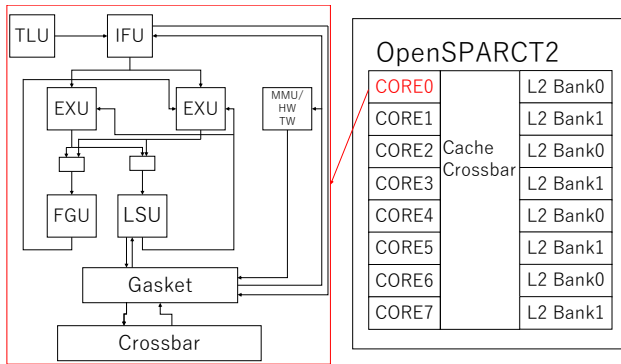 TLU
IFU
EXU
EXU
MMU/
HW
TW
FGU
LSU
Gasket
Crossbar
OpenSPARCT2
CORE0
CORE1
CORE2
CORE3
CORE4
CORE5
CORE6
CORE7
Cache
Crossbar
L2 Bank0
L2 Bank1
L2 Bank0
L2 Bank1
L2 Bank0
L2 Bank1
L2 Bank0
L2 Bank1